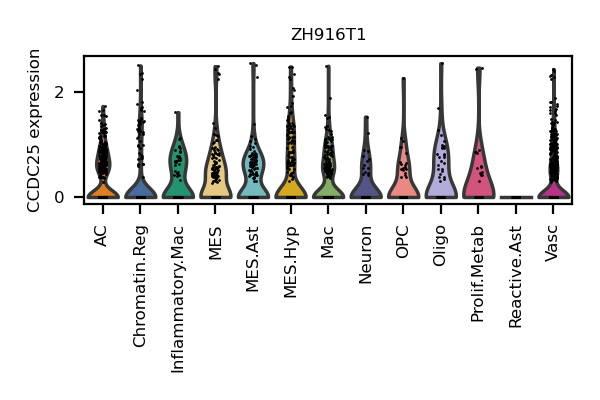 ZH916T1
CCDC25 expression
2
0
AC
Chromatin.Reg
Inflammatory.Mac
MES
MES.Ast
MES.Hyp
Mac
Neuron
OPC
Oligo
Prolif.Metab
Reactive.Ast
Vasc